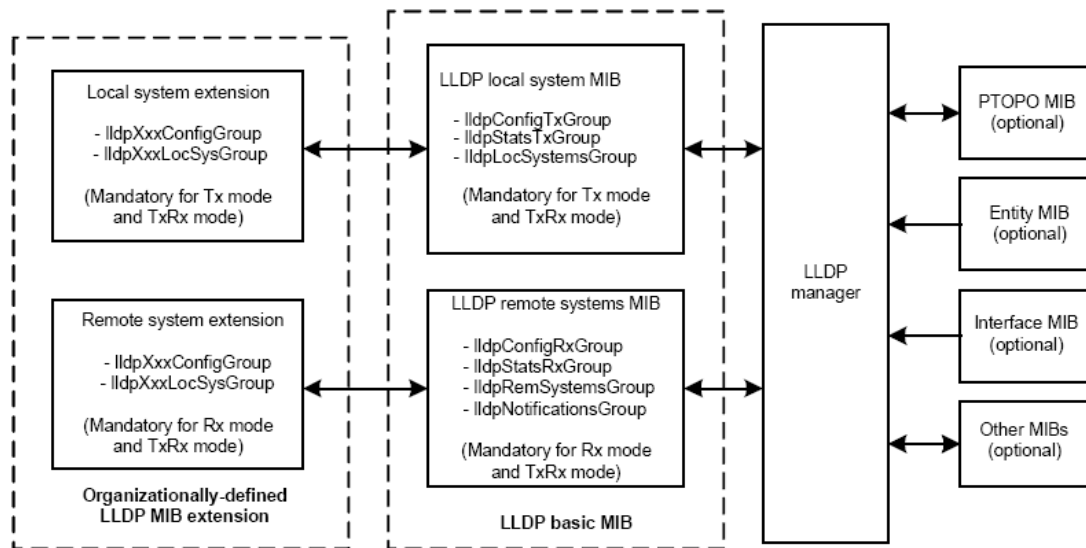 Local system extension
- lldpXxxConfigGroup
- lldpXxxLocSysGroup
(Mandatory for Tx mode
and TxRx mode)
Remote system extension
- lldpXxxConfigGroup
- lldpXxxLocSysGroup
(Mandatory for Rx mode
and TxRx mode)
Organizationally-defined
LLDP MIB extension
LLDP local system MIB
- lldpConfigTxGroup
- lldpStatsTxGroup
- lldpLocSystemsGroup
(Mandatory for Tx mode
and TxRx mode)
LLDP remote systems MIB
- lldpConfigRxGroup
- lldpStatsRxGroup
- lldpRemSystemsGroup
- lldpNotificationsGroup
(Mandatory for Rx mode
and TxRx mode)
LLDP basic MIB
LLDP
manager
PTOPO MIB
(optional)
Entity MIB
(optional)
Interface MIB
(optional)
Other MIBs
(optional)